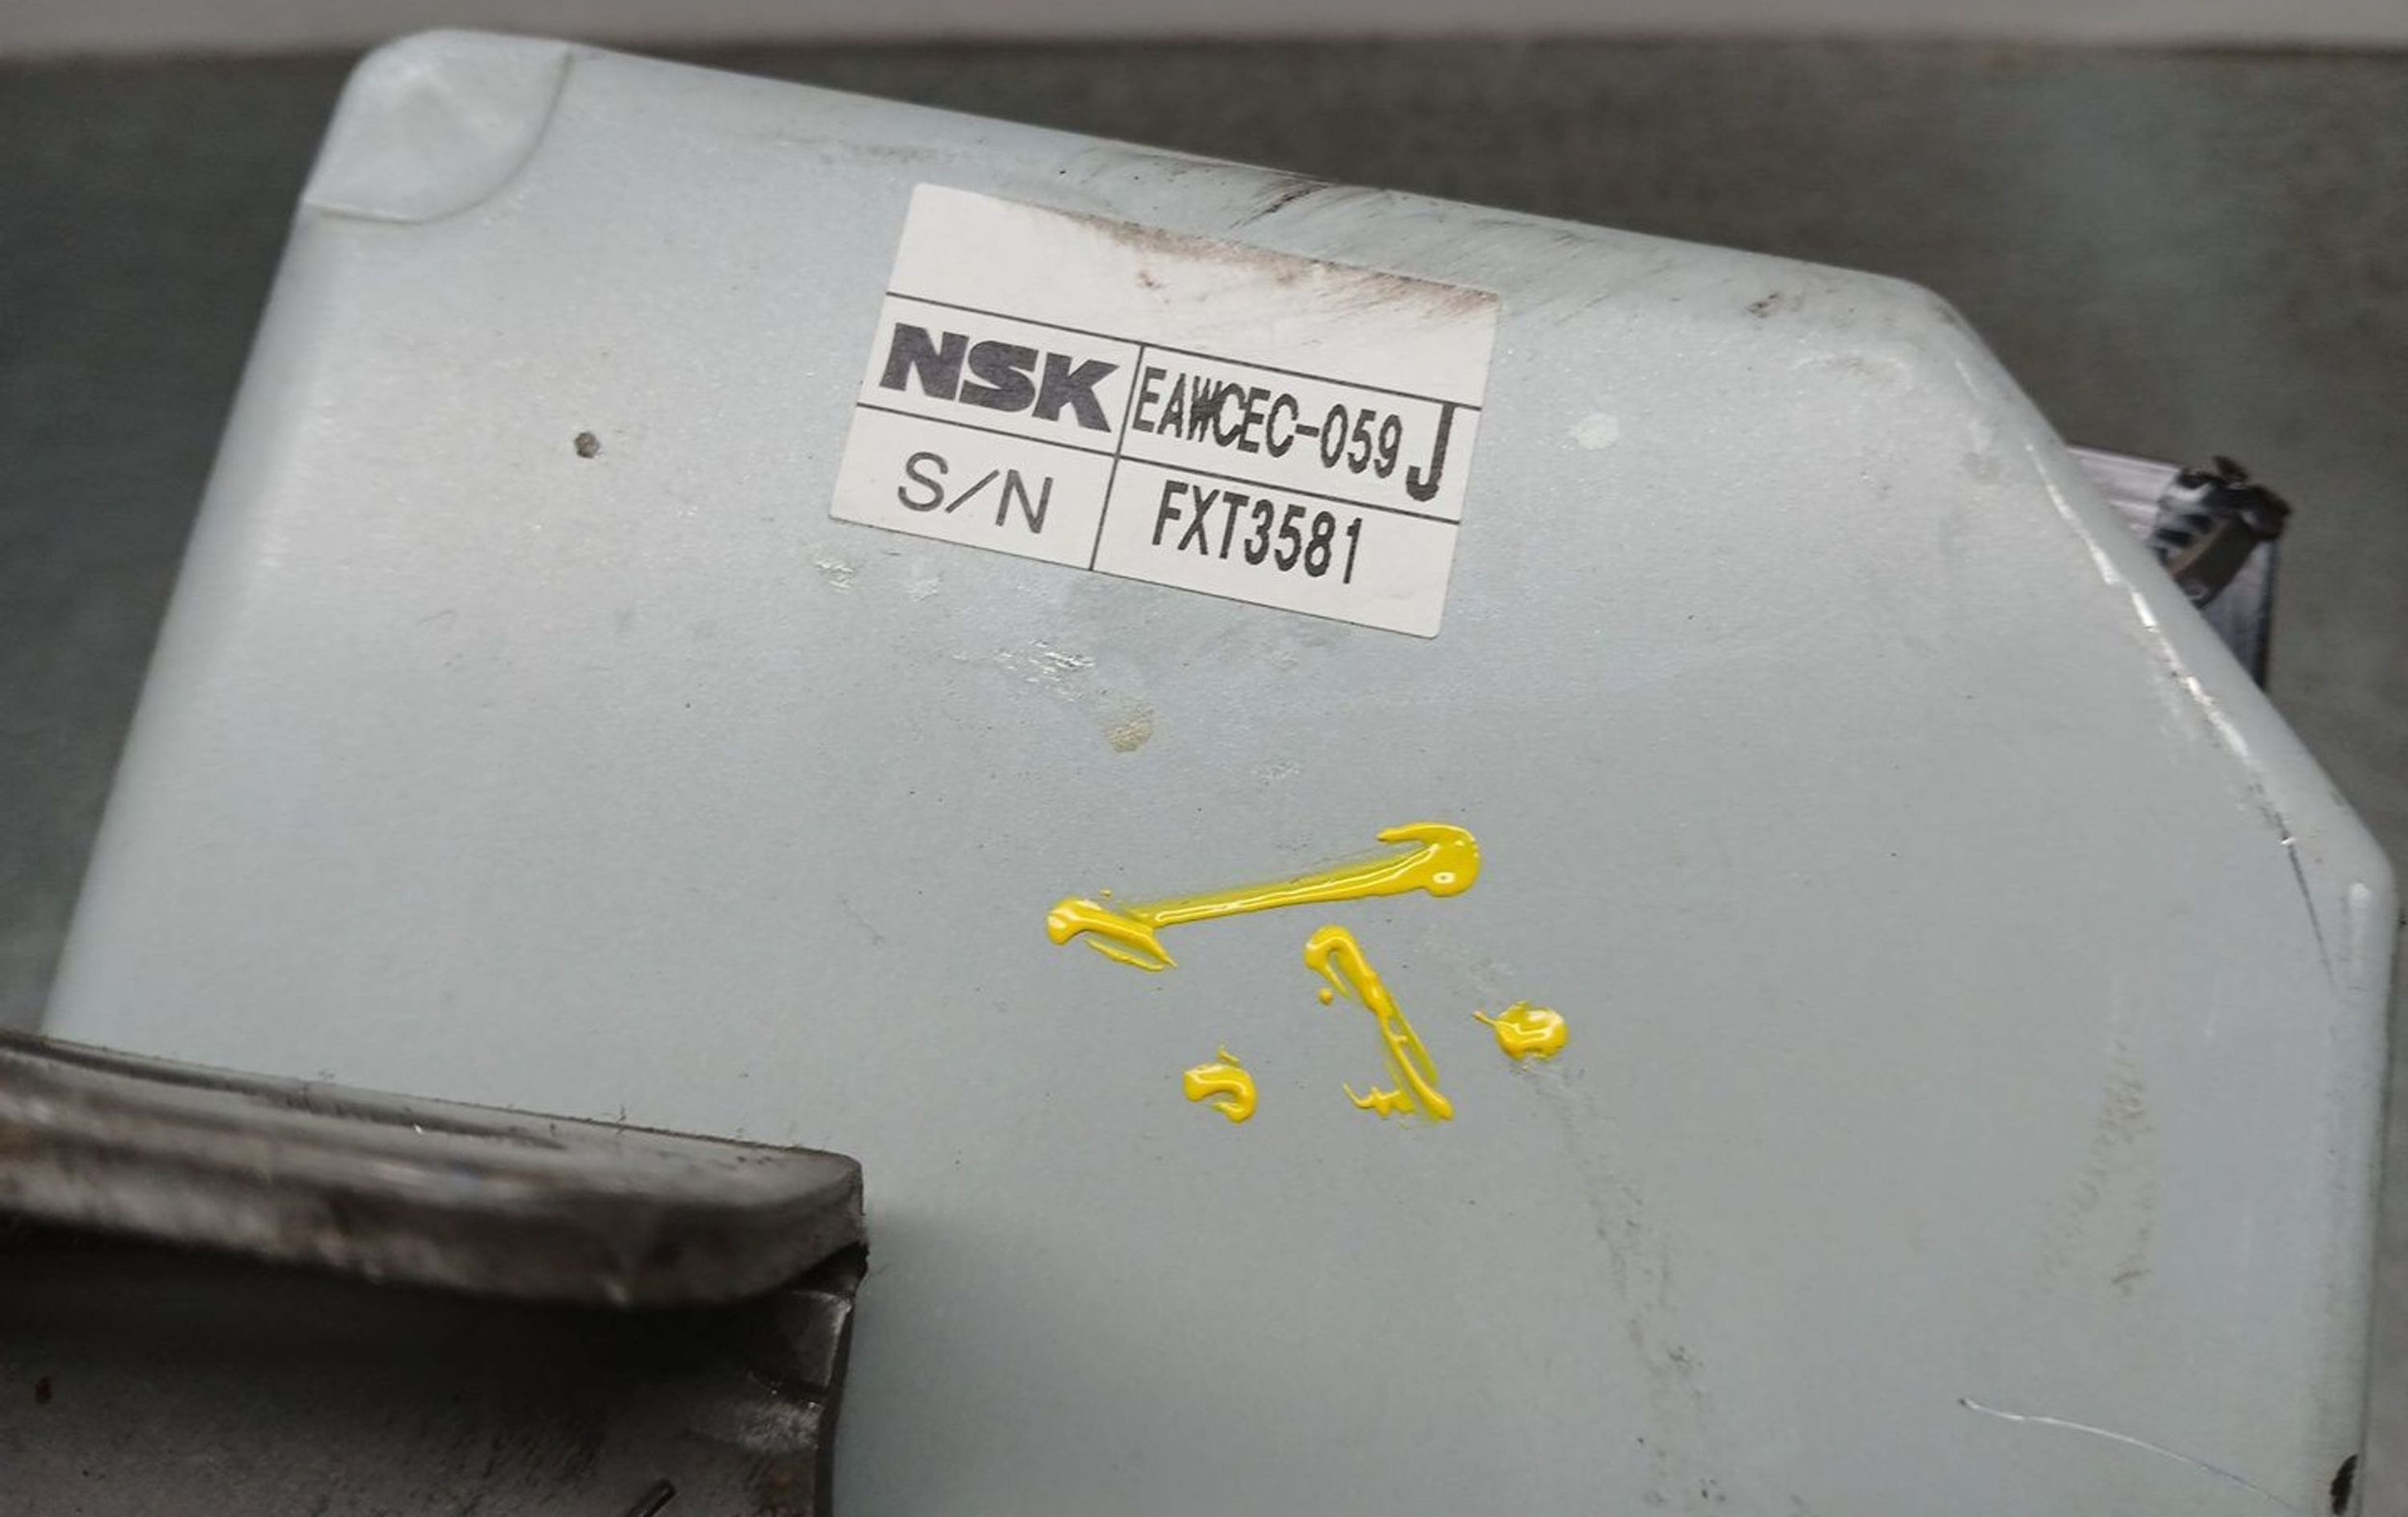 NSK EAWCEC-059 J
S/N FXT3581